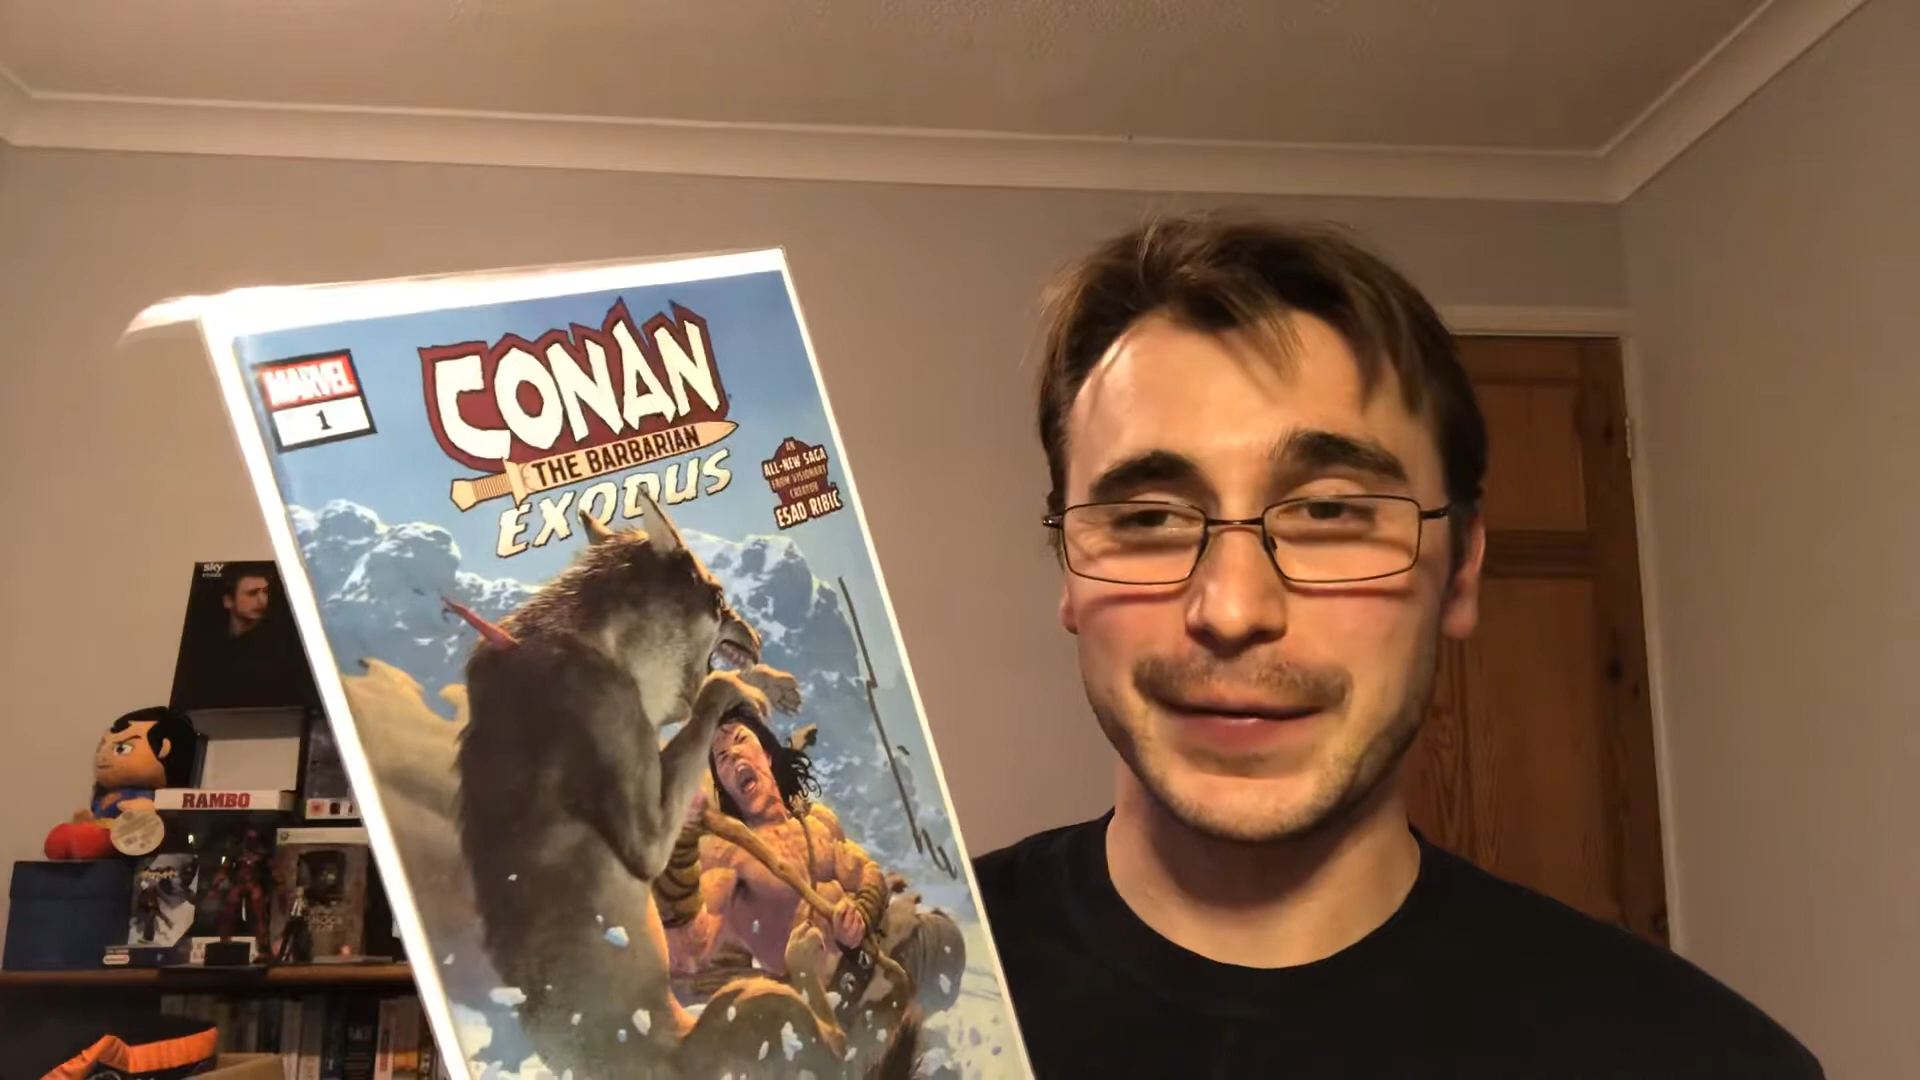 MARVEL
1
CONAN
THE BARBARIAN
EXODUS
AN
ALL-NEW SAGA
FROM VISIONARY
CREATOR
ESAD RIBIC
sky
RAMBO